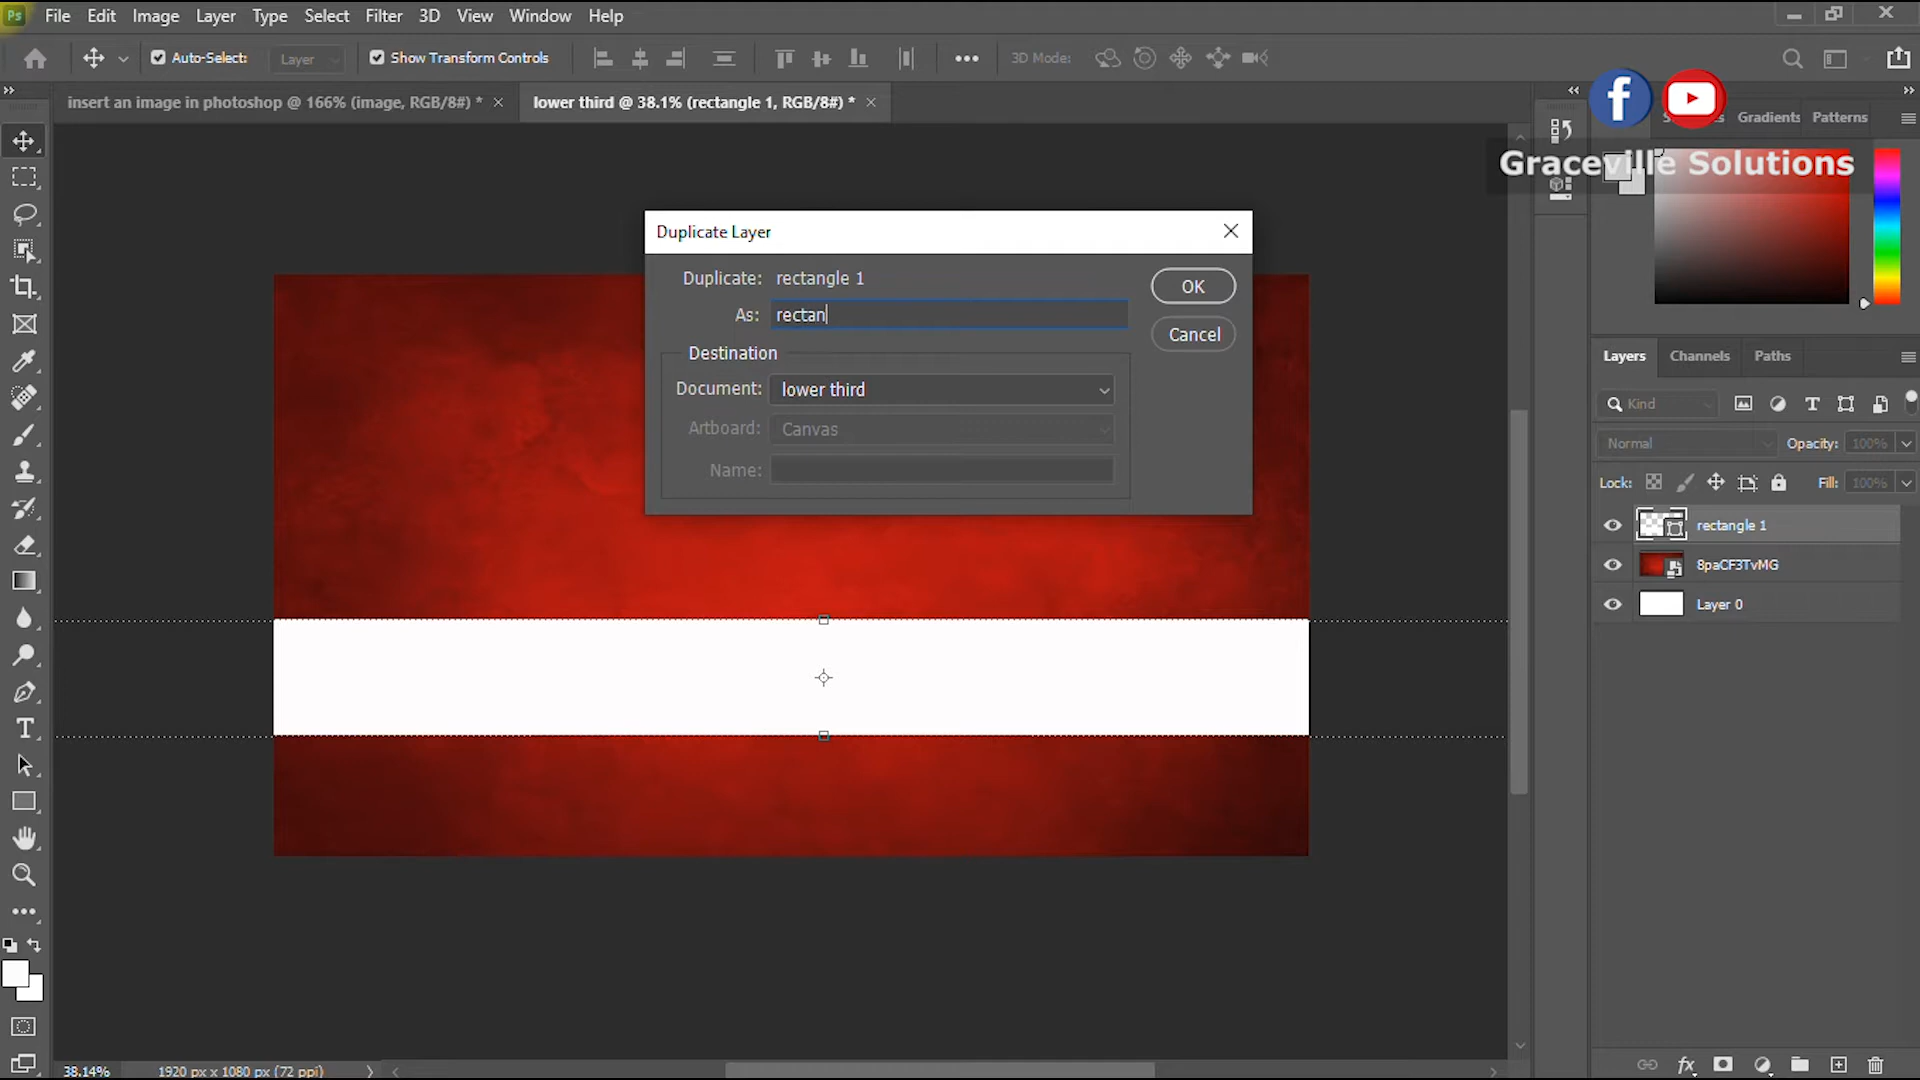 Ps File Edit Image Layer Type Select Filter 3D View Window Help
Auto-Select: Layer Show Transform Controls 3D Mode:
insert an image in photoshop @ 166% (image, RGB/8#) * lower third @ 38.1% (rectangle 1, RGB/8#) *
Gradients Patterns
Graceville Solutions
Duplicate Layer
Duplicate: rectangle 1
OK
As: rectan
Cancel
Destination
Document: lower third
Artboard: Canvas
Name:
Layers Channels Paths
Kind
Normal Opacity: 100%
Lock: Fill: 100%
rectangle 1
8paCF3TvMG
Layer 0
38.14% 1920 px x 1080 px (72 ppi)